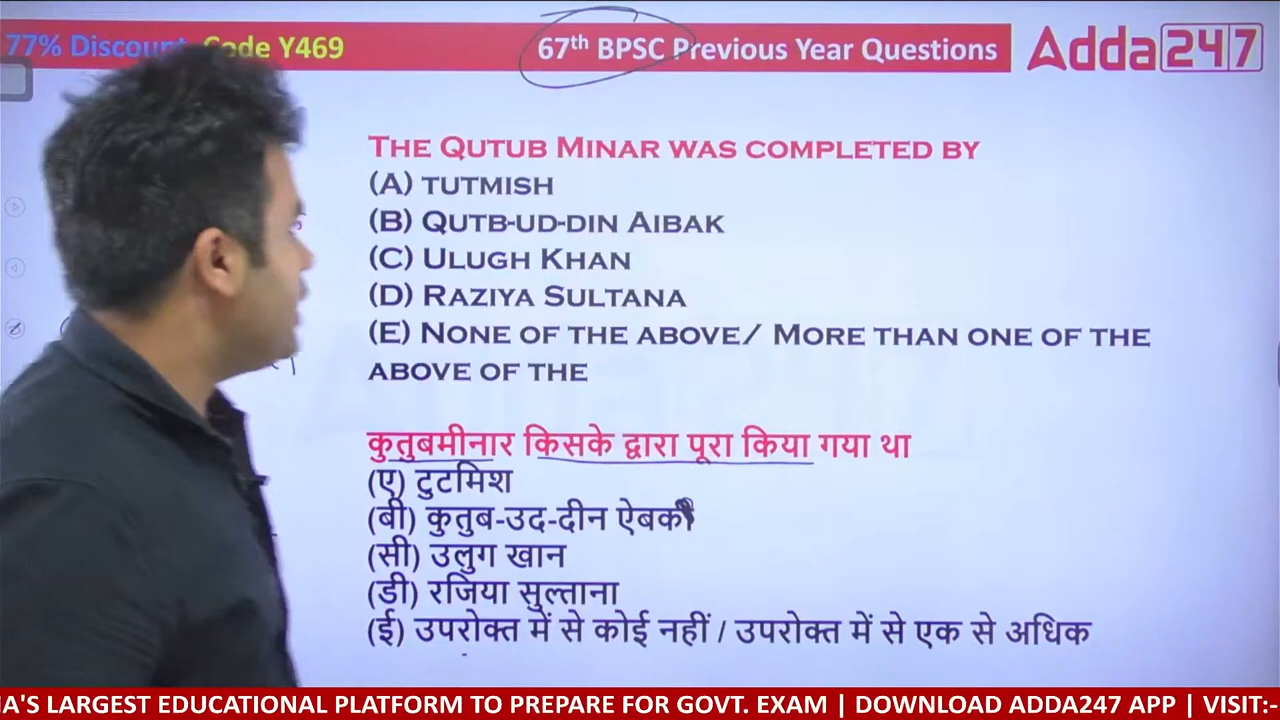 77% Discount Code Y469
67th BPSC Previous Year Questions
Adda247
THE QUTUB MINAR WAS COMPLETED BY
(A) TUTMISH
(B) QUTB-UD-DIN AIBAK
(C) ULUGH KHAN
(D) RAZIYA SULTANA
(E) NONE OF THE ABOVE/ MORE THAN ONE OF THE
ABOVE OF THE
कुतुबमीनार किसके द्वारा पूरा किया गया था
(ए) टुटमिश
(बी) कुतुब-उद-दीन ऐबक
(सी) उलुग खान
(डी) रजिया सुल्ताना
(ई) उपरोक्त में से कोई नहीं / उपरोक्त में से एक से अधिक
IA'S LARGEST EDUCATIONAL PLATFORM TO PREPARE FOR GOVT. EXAM | DOWNLOAD ADDA247 APP | VISIT:-